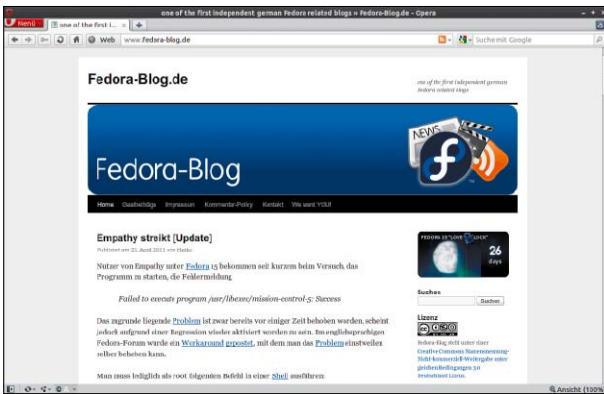 one of the first independent german Fedora related blogs » Fedora-Blog.de - Opera
Menü
one of the first i...
Web
www.fedora-blog.de
Suche mit Google
Fedora-Blog.de
one of the first independent german fedora related blogs
NEWS
Fedora-Blog
Home Gastbeiträge Impressum Kommentar-Policy Kontakt We want YOU!
Empathy streikt [Update]
Publiziert am 21. April 2011 von
Nutzer von Empathy unter Fedora 15 bekommen seit kurzem beim Versuch, das
Programm zu starten, die Fehlermeldung
Failed to execute program /usr/libexec/mission-control-5: Success
Das zugrunde liegende Problem ist zwar bereits vor einiger Zeit behoben worden, scheint
jedoch aufgrund einer Regression wieder aktiviert worden zu sein. Im englischsprachigen
Fedora-Forum wurde ein Workaround gepostet, mit dem man das Problem einstweilen
selber beheben kann.
Man muss lediglich als root folgenden Befehl in einer Shell ausführen:
FEDORA 15 "LOVELOCK"
26
days
Suchen
Suchen
Lizenz
Fedora-Blog steht unter einer
Creative Commons Namensnennung-
Nicht-kommerziell-Weitergabe unter
gleichen Bedingungen 3.0
Deutschland Lizenz.
Ansicht (100%